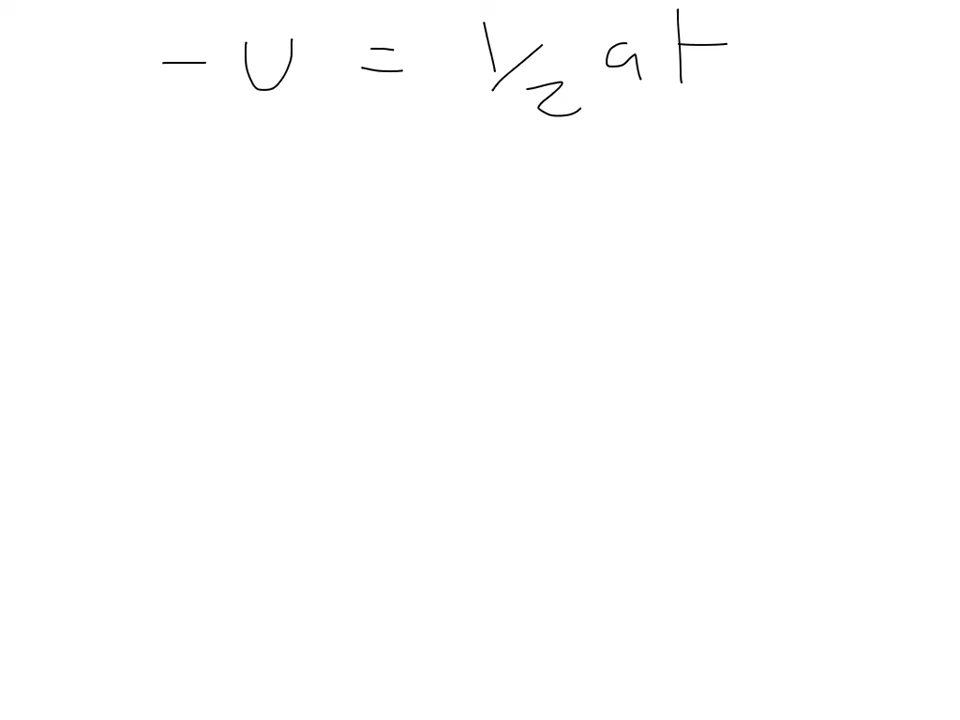 - U = 1/2 at